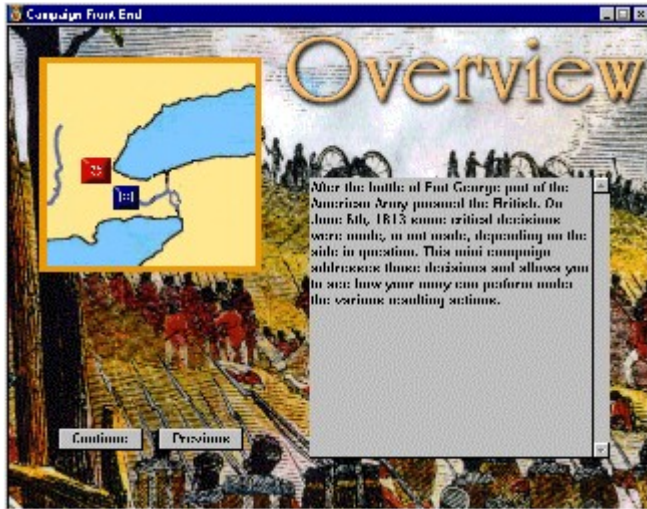 Campaign Front End
Overview
After the battle of Fort George part of the
American Army pursued the British. On
June 6th, 1813 some critical decisions
were made, or not made, depending on the
side in question. This mini campaign
addresses those decisions and allows you
to see how your army can perform under
the various resulting actions.
Continue
Previous